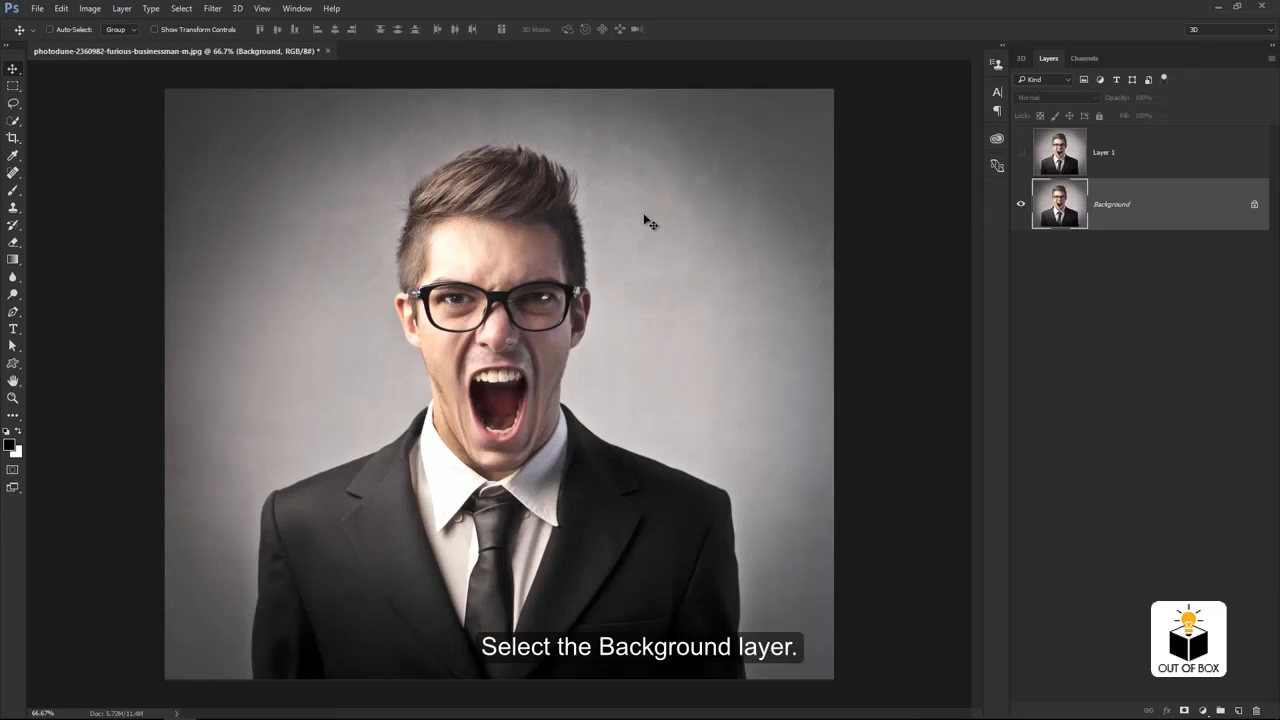 Ps File Edit Image Layer Type Select Filter 3D View Window Help
Auto-Select: Group Show Transform Controls 3D Mode: 3D
photodune-2360982-furious-businessman-m.jpg @ 66.7% (Background, RGB/8#) *
3D Layers Channels
Kind
Normal Opacity: 100%
Lock: Fill: 100%
Layer 1
Background
Select the Background layer.
OUT OF BOX
66.67% Doc: 5.72M/11.4M